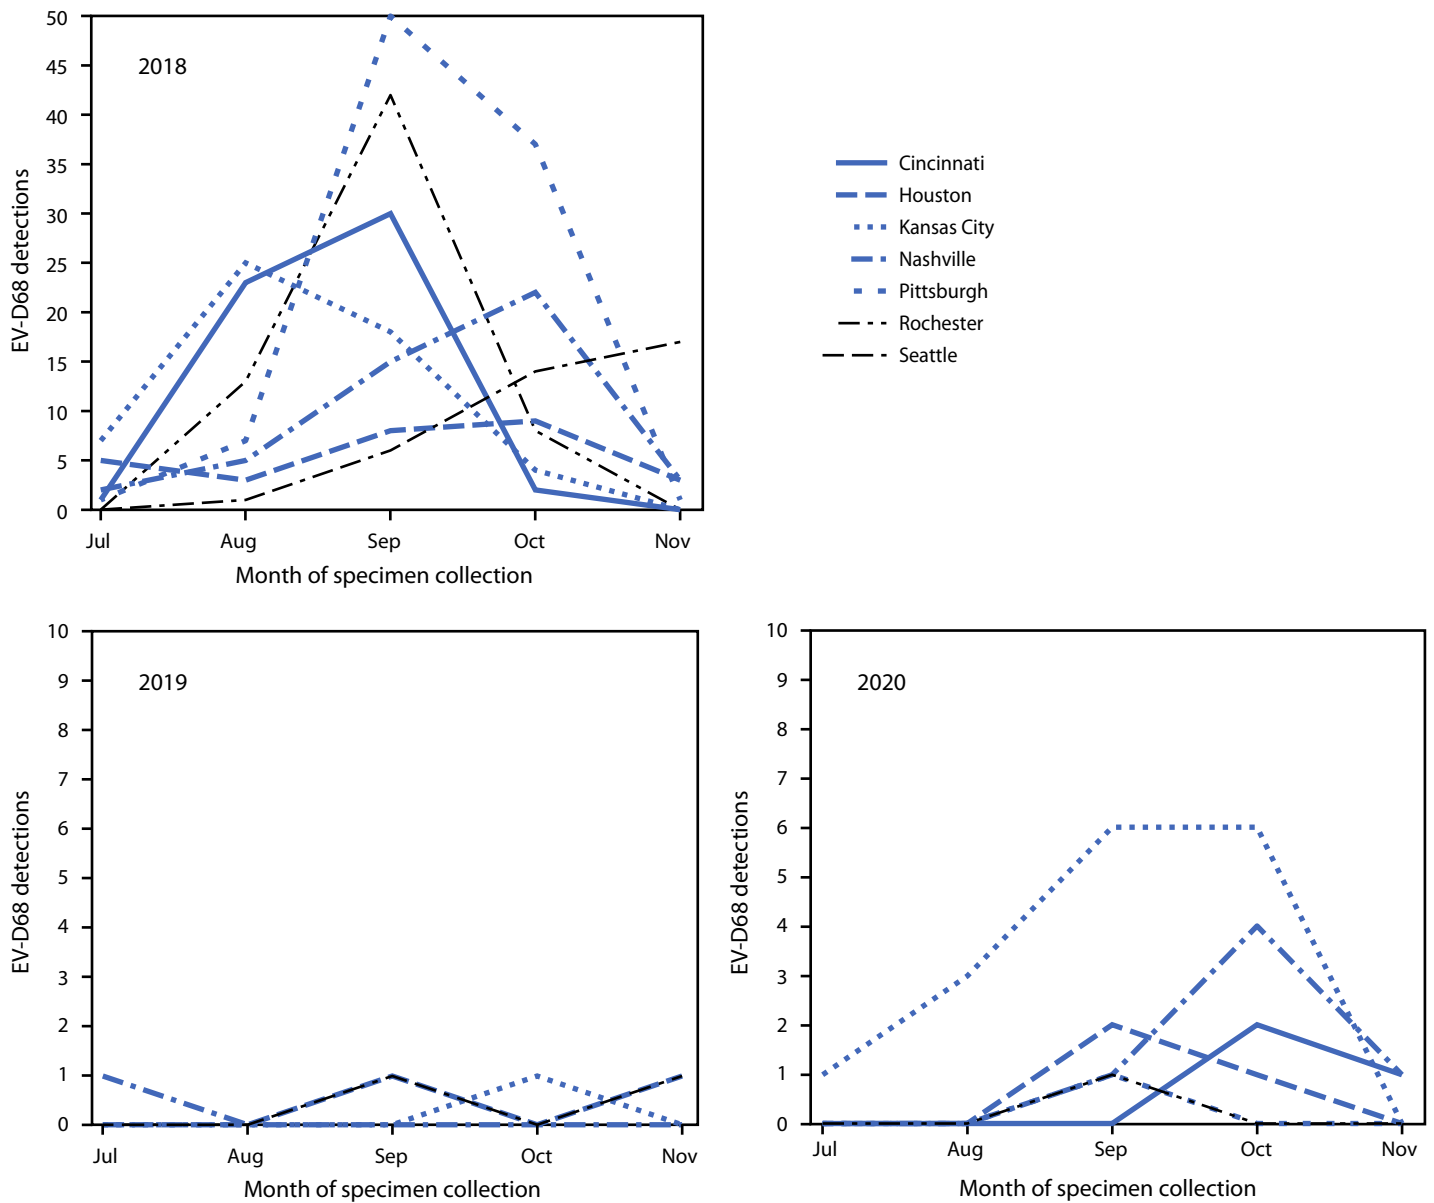 50
45
40
35
30
25
20
15
10
5
0
EV-D68 detections
2018
Jul Aug Sep Oct Nov
Month of specimen collection
Cincinnati
Houston
Kansas City
Nashville
Pittsburgh
Rochester
Seattle
10
9
8
7
6
5
4
3
2
1
0
EV-D68 detections
2019
Jul Aug Sep Oct Nov
Month of specimen collection
10
9
8
7
6
5
4
3
2
1
0
EV-D68 detections
2020
Jul Aug Sep Oct Nov
Month of specimen collection